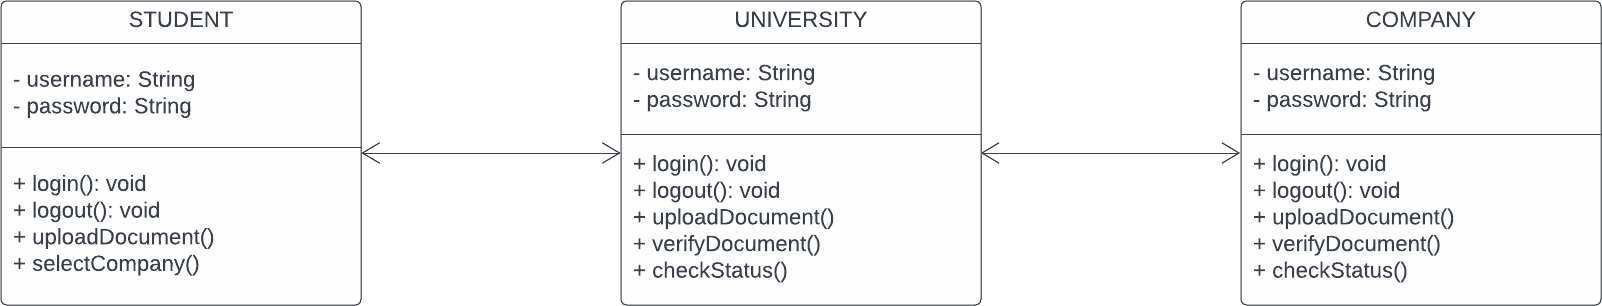 STUDENT
- username: String
- password: String
+ login(): void
+ logout(): void
+ uploadDocument()
+ selectCompany()
UNIVERSITY
- username: String
- password: String
+ login(): void
+ logout(): void
+ uploadDocument()
+ verifyDocument()
+ checkStatus()
COMPANY
- username: String
- password: String
+ login(): void
+ logout(): void
+ uploadDocument()
+ verifyDocument()
+ checkStatus()